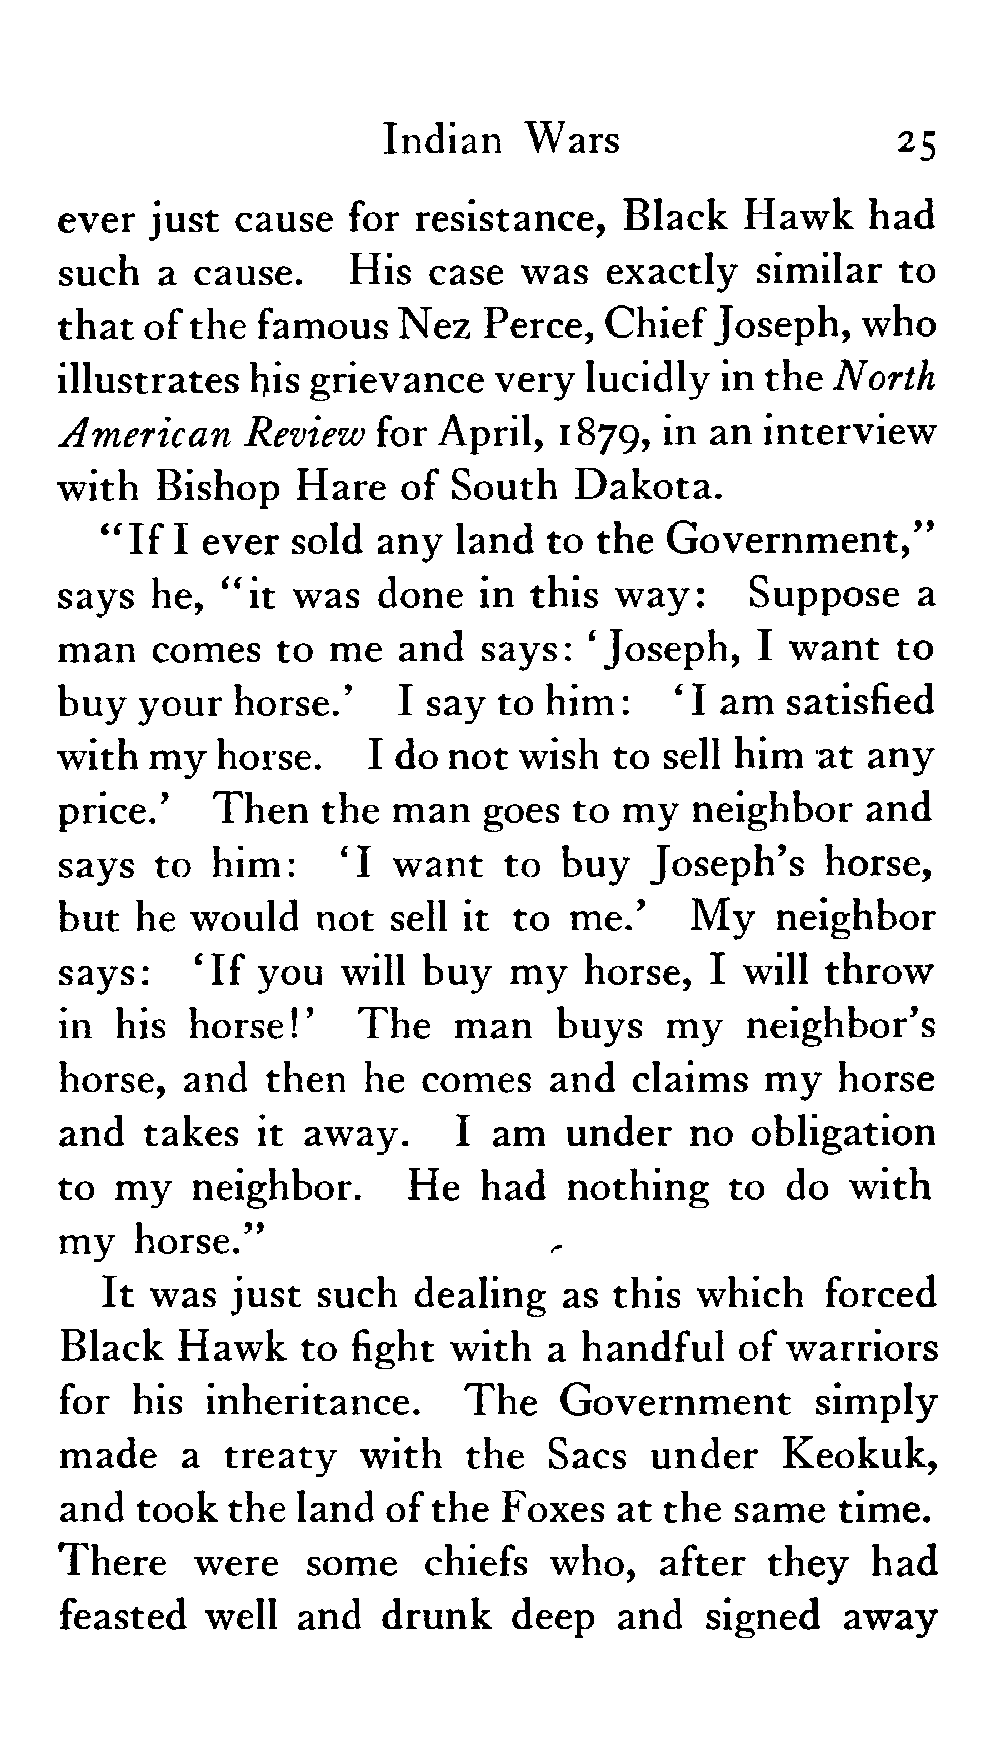 Indian Wars 25
ever just cause for resistance, Black Hawk had
such a cause. His case was exactly similar to
that of the famous Nez Perce, Chief Joseph, who
illustrates his grievance very lucidly in the North
American Review for April, 1879, in an interview
with Bishop Hare of South Dakota.
"If I ever sold any land to the Government,"
says he, "it was done in this way: Suppose a
man comes to me and says: 'Joseph, I want to
buy your horse.' I say to him: 'I am satisfied
with my horse. I do not wish to sell him at any
price.' Then the man goes to my neighbor and
says to him: 'I want to buy Joseph's horse,
but he would not sell it to me.' My neighbor
says: 'If you will buy my horse, I will throw
in his horse!' The man buys my neighbor's
horse, and then he comes and claims my horse
and takes it away. I am under no obligation
to my neighbor. He had nothing to do with
my horse."
It was just such dealing as this which forced
Black Hawk to fight with a handful of warriors
for his inheritance. The Government simply
made a treaty with the Sacs under Keokuk,
and took the land of the Foxes at the same time.
There were some chiefs who, after they had
feasted well and drunk deep and signed away